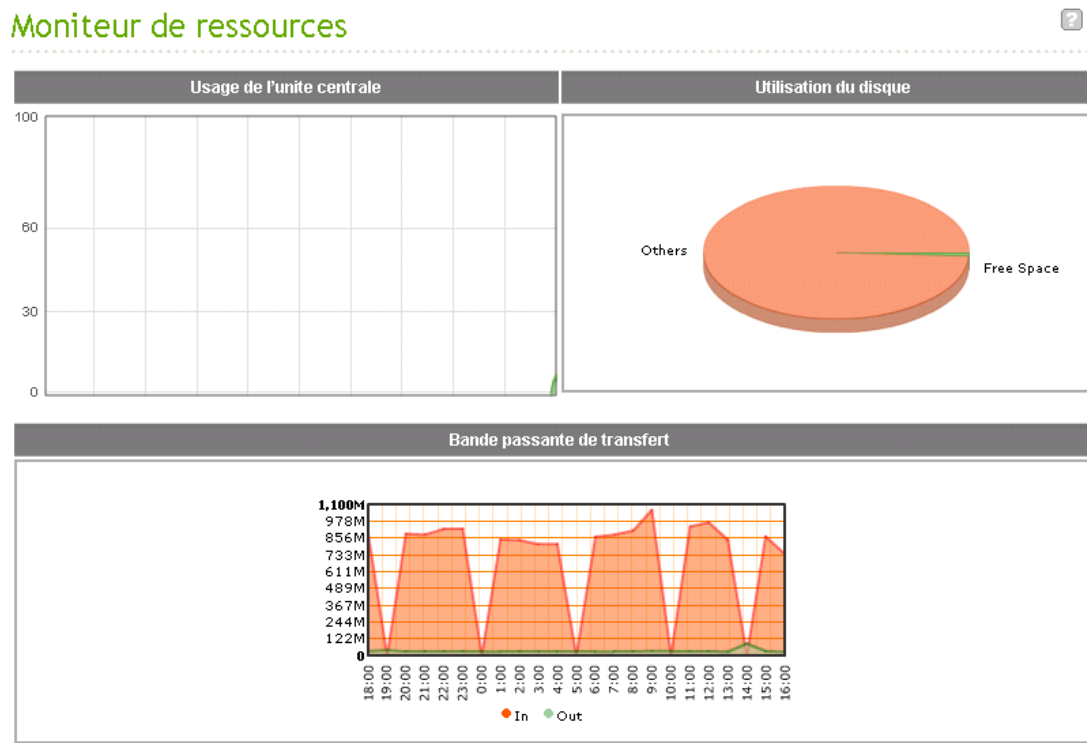 Moniteur de ressources
?
Usage de l'unite centrale
Utilisation du disque
100
60
30
0
Others
Free Space
Bande passante de transfert
1,100M
978M
856M
733M
611M
489M
367M
244M
122M
0
18:00 19:00 20:00 21:00 22:00 23:00 0:00 1:00 2:00 3:00 4:00 5:00 6:00 7:00 8:00 9:00 10:00 11:00 12:00 13:00 14:00 15:00 16:00
In Out